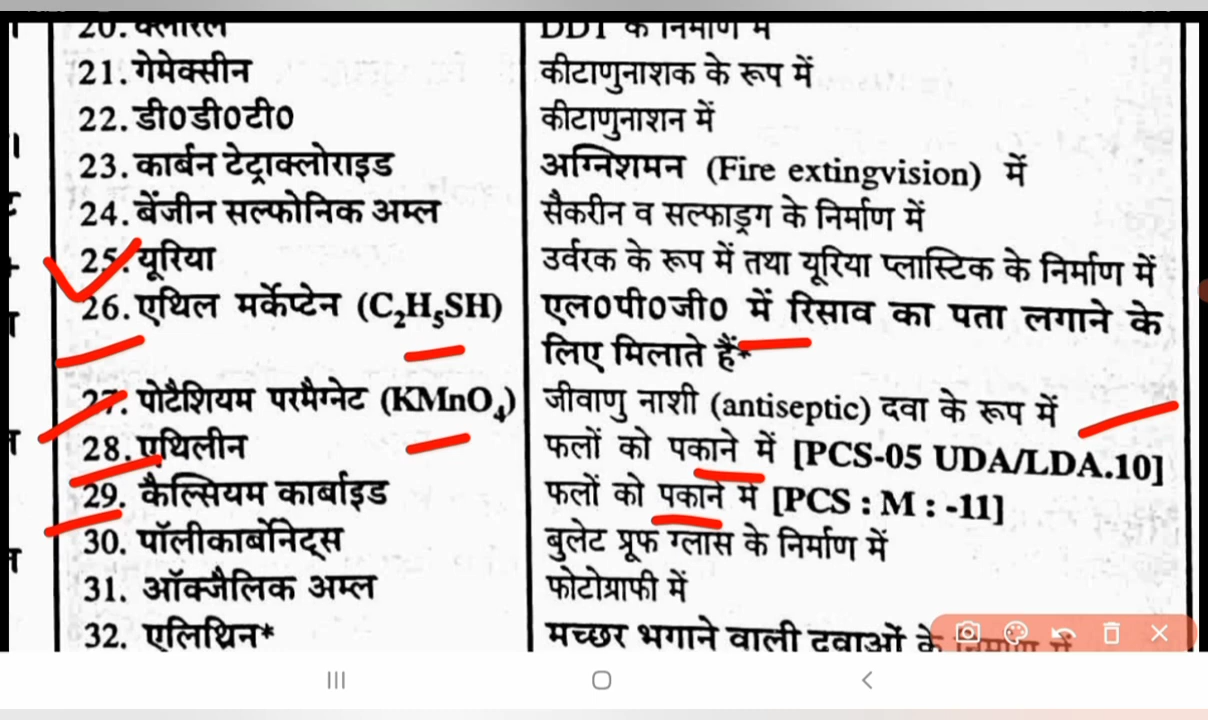 20. क्लोरल DDT के निर्माण में
21. गेमेक्सीन कीटाणुनाशक के रूप में
22. डी0डी0टी0 कीटाणुनाशन में
23. कार्बन टेट्राक्लोराइड अग्निशमन (Fire extingvision) में
24. बेंजीन सल्फोनिक अम्ल सैकरीन व सल्फाड्रग के निर्माण में
25. यूरिया उर्वरक के रूप में तथा यूरिया प्लास्टिक के निर्माण में
26. एथिल मर्केप्टेन (C₂H₅SH) एल0पी0जी0 में रिसाव का पता लगाने के
लिए मिलाते हैं*
27. पोटैशियम परमैग्नेट (KMnO₄) जीवाणु नाशी (antiseptic) दवा के रूप में
28. एथिलीन फलों को पकाने में [PCS-05 UDA/LDA.10]
29. कैल्सियम कार्बाइड फलों को पकाने में [PCS : M : -11]
30. पॉलीकार्बोनेट्स बुलेट प्रूफ ग्लास के निर्माण में
31. ऑक्जैलिक अम्ल फोटोग्राफी में
32. एलिथ्रिन* मच्छर भगाने वाली दवाओं के निर्माण में